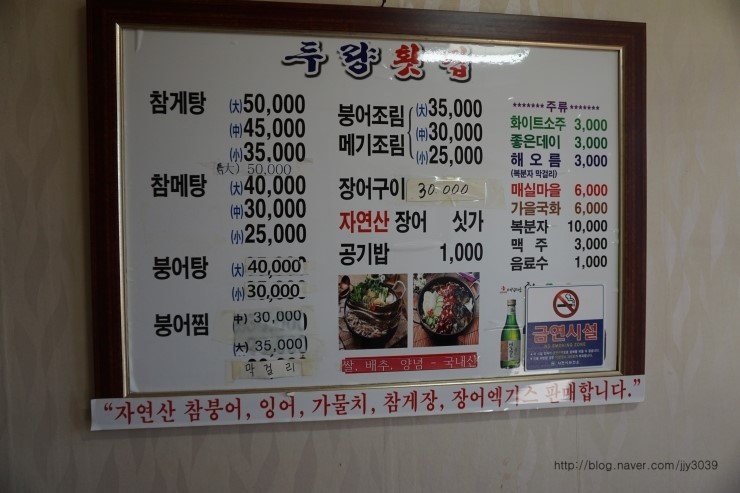 두량횟집
참게탕 (大)50,000
(中)45,000
(小)35,000
50,000
참메탕 (大)40,000
(中)30,000
(小)25,000
붕어탕 (大)40,000
(小)30,000
붕어찜 中) 30,000
大) 35,000
막걸리
붕어조림
메기조림
(大)35,000
(中)30,000
(小)25,000
장어구이 30.000
자연산 장어 싯가
공기밥 1,000
쌀, 배추, 양념 - 국내산
*******주류*******
화이트소주 3,000
좋은데이 3,000
해오름 3,000
(복분자 막걸리)
매실마을 6,000
가을국화 6,000
복분자 10,000
맥 주 3,000
음료수 1,000
금연시설
NO SMOKING ZONE
“자연산 참붕어, 잉어, 가물치, 참게장, 장어엑기스 판매합니다.”
http://blog.naver.com/jjy3039